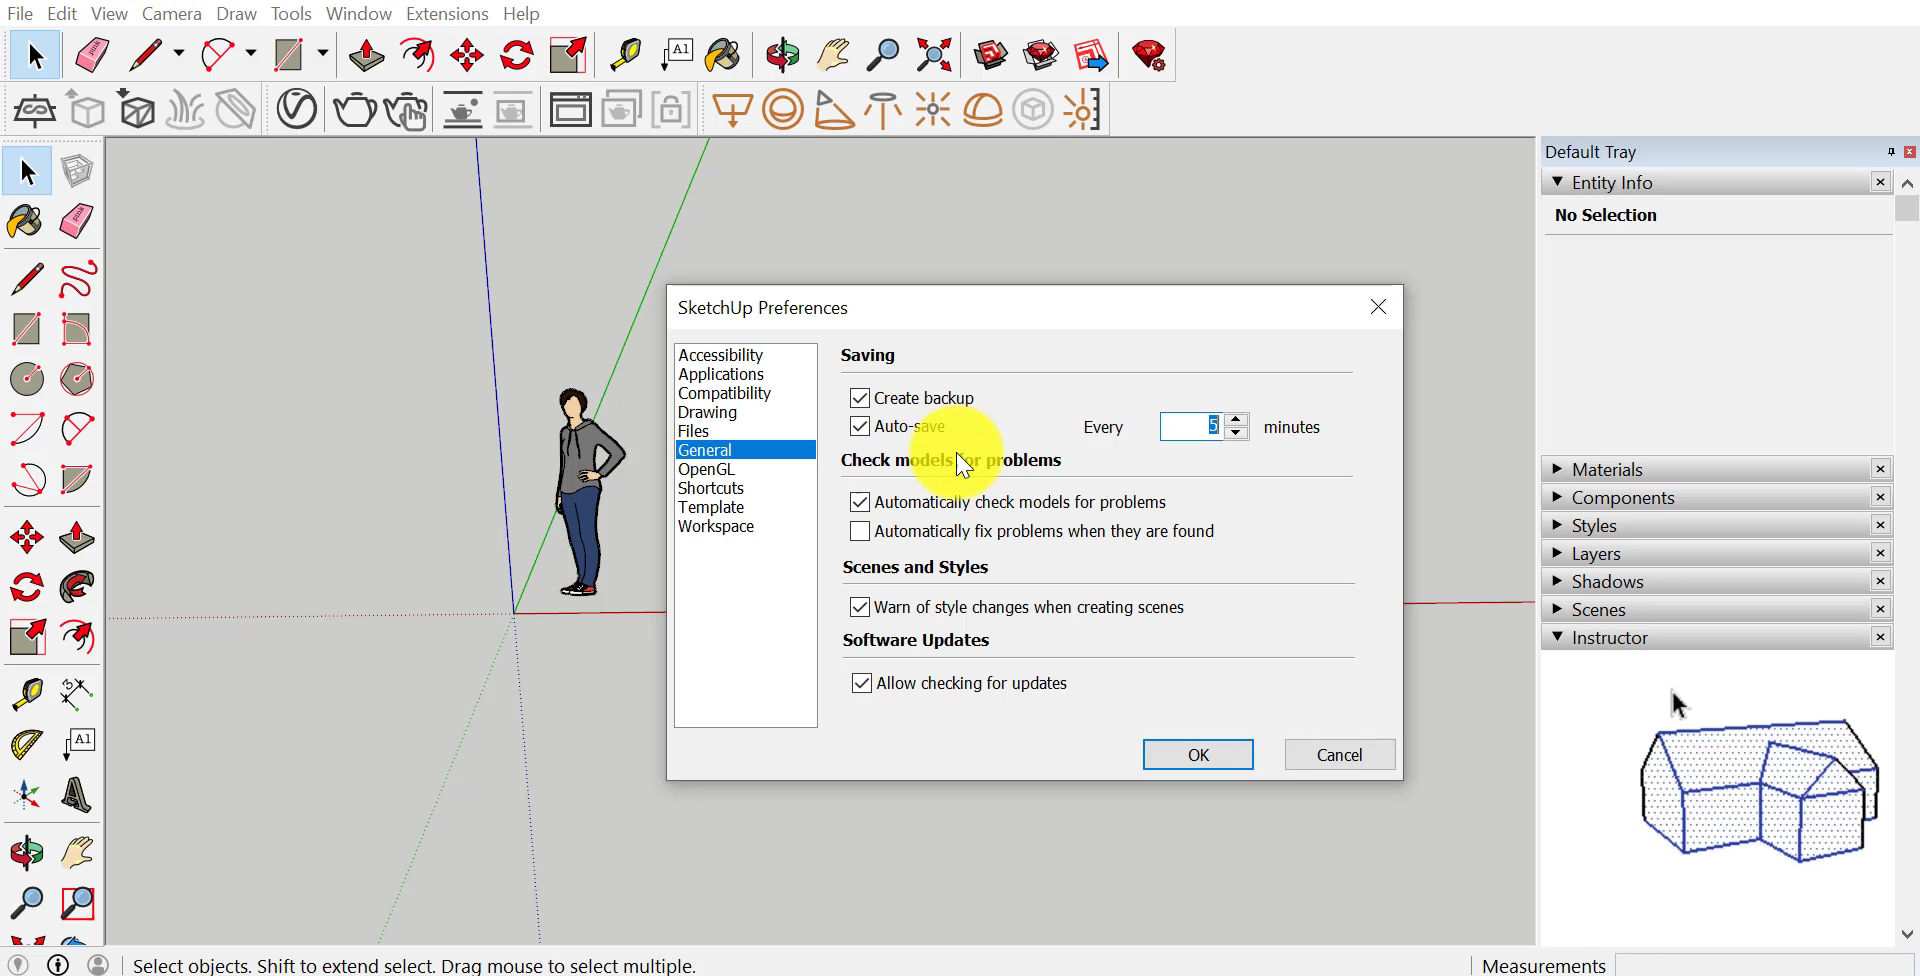 File Edit View Camera Draw Tools Window Extensions Help
A1
Default Tray
Entity Info
No Selection
SketchUp Preferences
Accessibility
Applications
Compatibility
Drawing
Files
General
OpenGL
Shortcuts
Template
Workspace
Saving
Create backup
Auto-save Every 5 minutes
Check models for problems
Automatically check models for problems
Automatically fix problems when they are found
Scenes and Styles
Warn of style changes when creating scenes
Software Updates
Allow checking for updates
OK Cancel
Materials
Components
Styles
Layers
Shadows
Scenes
Instructor
A1
Select objects. Shift to extend select. Drag mouse to select multiple.
Measurements